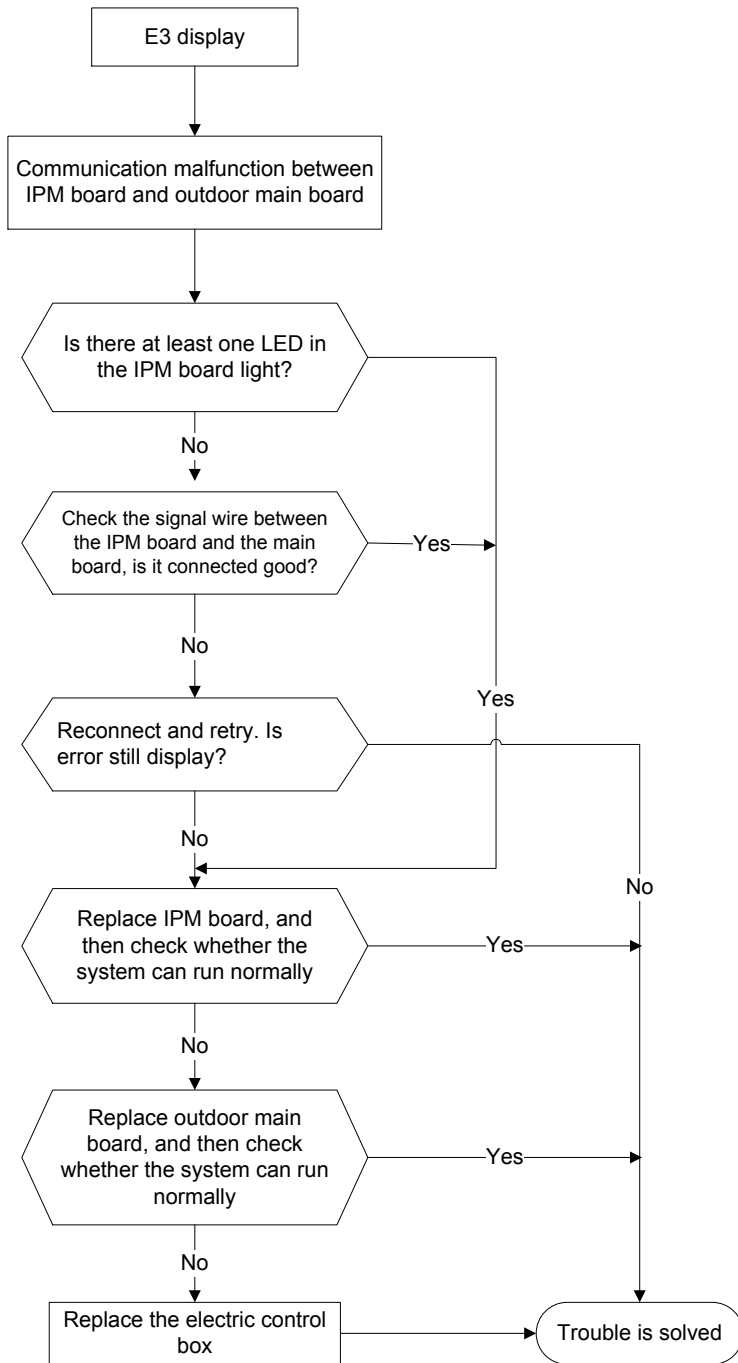 E3 display
Communication malfunction between
IPM board and outdoor main board
Is there at least one LED in
the IPM board light?
No
Check the signal wire between
the IPM board and the main
board, is it connected good?
Yes
No
Yes
Reconnect and retry. Is
error still display?
No
No
Replace IPM board, and
then check whether the
system can run normally
Yes
No
Replace outdoor main
board, and then check
whether the system can run
normally
Yes
No
Replace the electric control
box
Trouble is solved